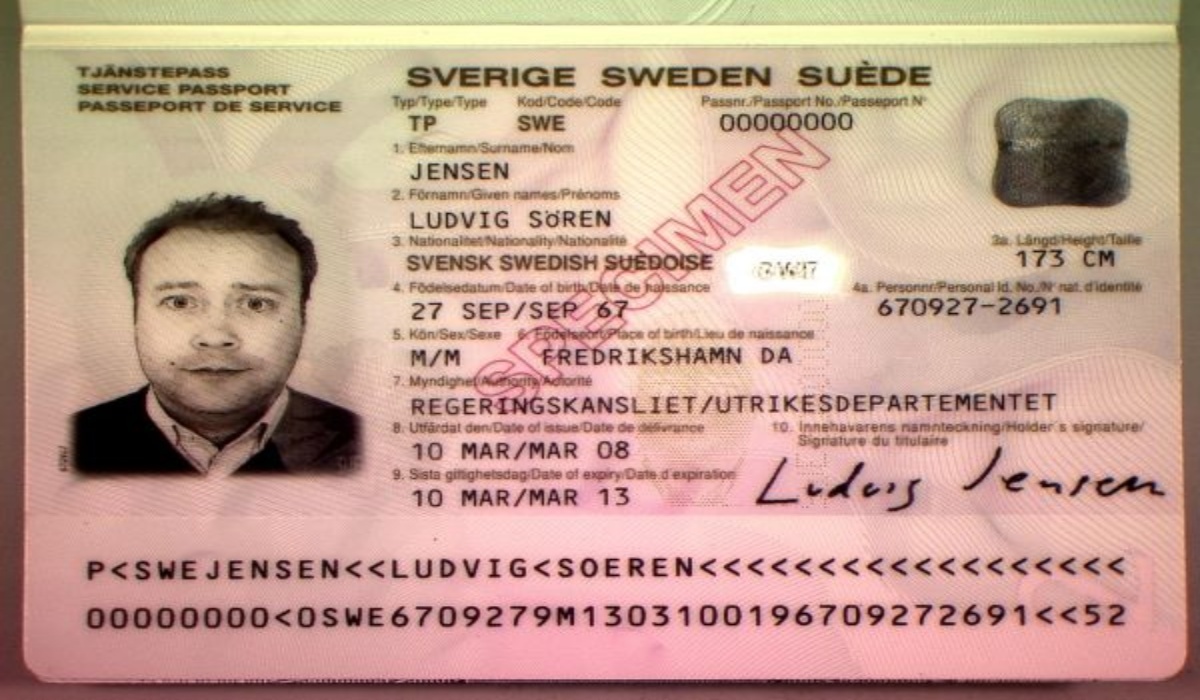 TJÄNSTEPASS
SERVICE PASSPORT
PASSEPORT DE SERVICE
SVERIGE SWEDEN SUÈDE
Typ/Type/Type Kod/Code/Code Passnr./Passport No./Passeport N°
TP SWE 00000000
1. Efternamn/Surname/Nom
JENSEN
2. Förnamn/Given names/Prénoms
LUDVIG SöREN
3. Nationalitet/Nationality/Nationalité 3a. Längd/Height/Taille
SVENSK SWEDISH SUÈDOISE 173 CM
4. Födelsedatum/Date of birth/Date de naissance 4a. Personnr/Personal Id. No./N° nat. d'identité
27 SEP/SEP 67 670927-2691
5. Kön/Sex/Sexe 6. Födelseort/Place of birth/Lieu de naissance
M/M FREDRIKSHAMN DA
7. Myndighet/Authority/Autorité
REGERINGSKANSLIET/UTRIKESDEPARTEMENTET
8. Utfärdat den/Date of issue/Date de délivrance 10. Innehavarens namnteckning/Holder's signature/
Signature du titulaire
10 MAR/MAR 08
9. Sista giltighetsdag/Date of expiry/Date d'expiration
10 MAR/MAR 13
Ludvig Jensen
SPECIMEN
P<SWEJENSEN<<LUDVIG<SOEREN<<<<<<<<<<<<<<<<<<
00000000<0SWE6709279M1303100196709272691<<52